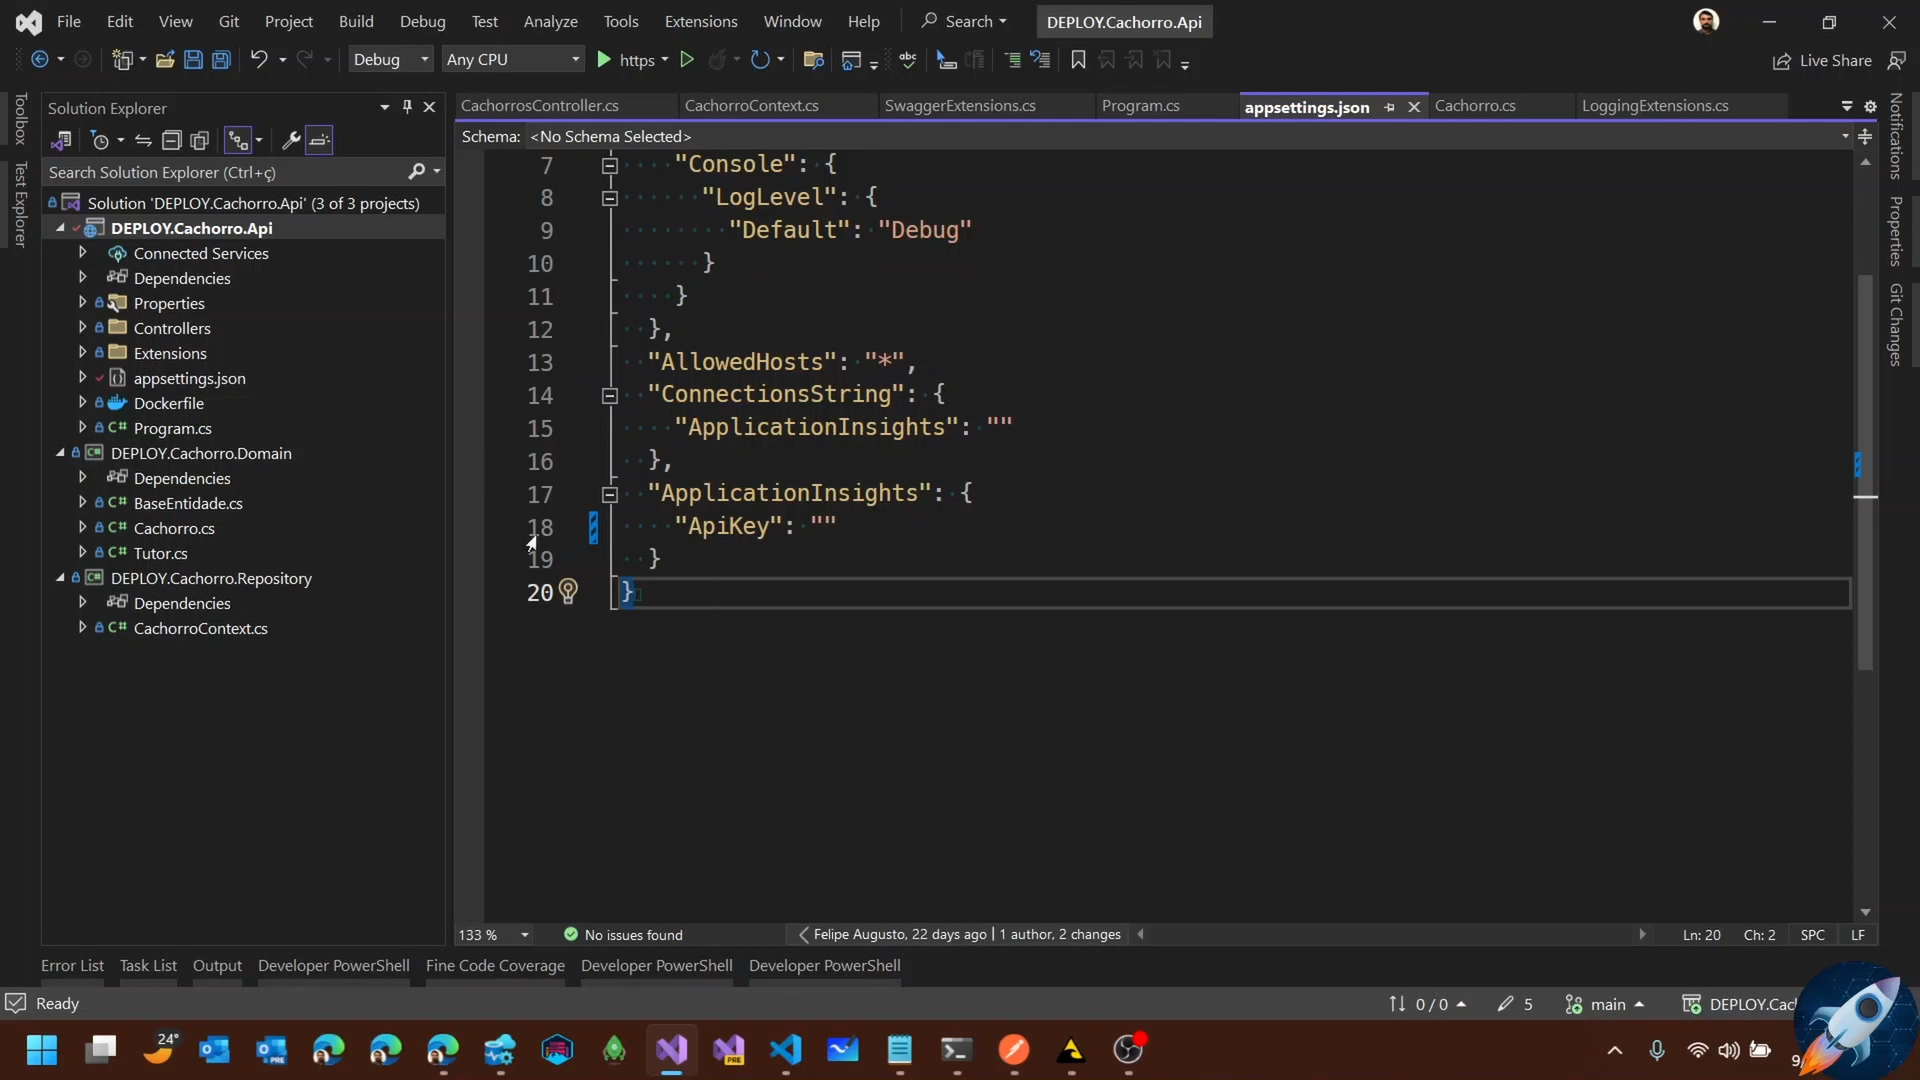 File Edit View Git Project Build Debug Test Analyze Tools Extensions Window Help Search DEPLOY.Cachorro.Api
Debug Any CPU https Live Share
Toolbox
Test Explorer
Solution Explorer
Search Solution Explorer (Ctrl+ç)
Solution 'DEPLOY.Cachorro.Api' (3 of 3 projects)
DEPLOY.Cachorro.Api
Connected Services
Dependencies
Properties
Controllers
Extensions
appsettings.json
Dockerfile
C# Program.cs
C# DEPLOY.Cachorro.Domain
Dependencies
C# BaseEntidade.cs
C# Cachorro.cs
C# Tutor.cs
C# DEPLOY.Cachorro.Repository
Dependencies
C# CachorroContext.cs
CachorrosController.cs CachorroContext.cs SwaggerExtensions.cs Program.cs appsettings.json Cachorro.cs LoggingExtensions.cs
Schema: <No Schema Selected>
7 "Console": {
8 "LogLevel": {
9 "Default": "Debug"
10 }
11 }
12 },
13 "AllowedHosts": "*",
14 "ConnectionsString": {
15 "ApplicationInsights": ""
16 },
17 "ApplicationInsights": {
18 "ApiKey": ""
19 }
20 }
133 % No issues found Felipe Augusto, 22 days ago | 1 author, 2 changes Ln: 20 Ch: 2 SPC LF
Notifications
Properties
Git Changes
Error List Task List Output Developer PowerShell Fine Code Coverage Developer PowerShell Developer PowerShell
Ready 0 / 0 5 main DEPLOY.Cac
24° PRE PRE